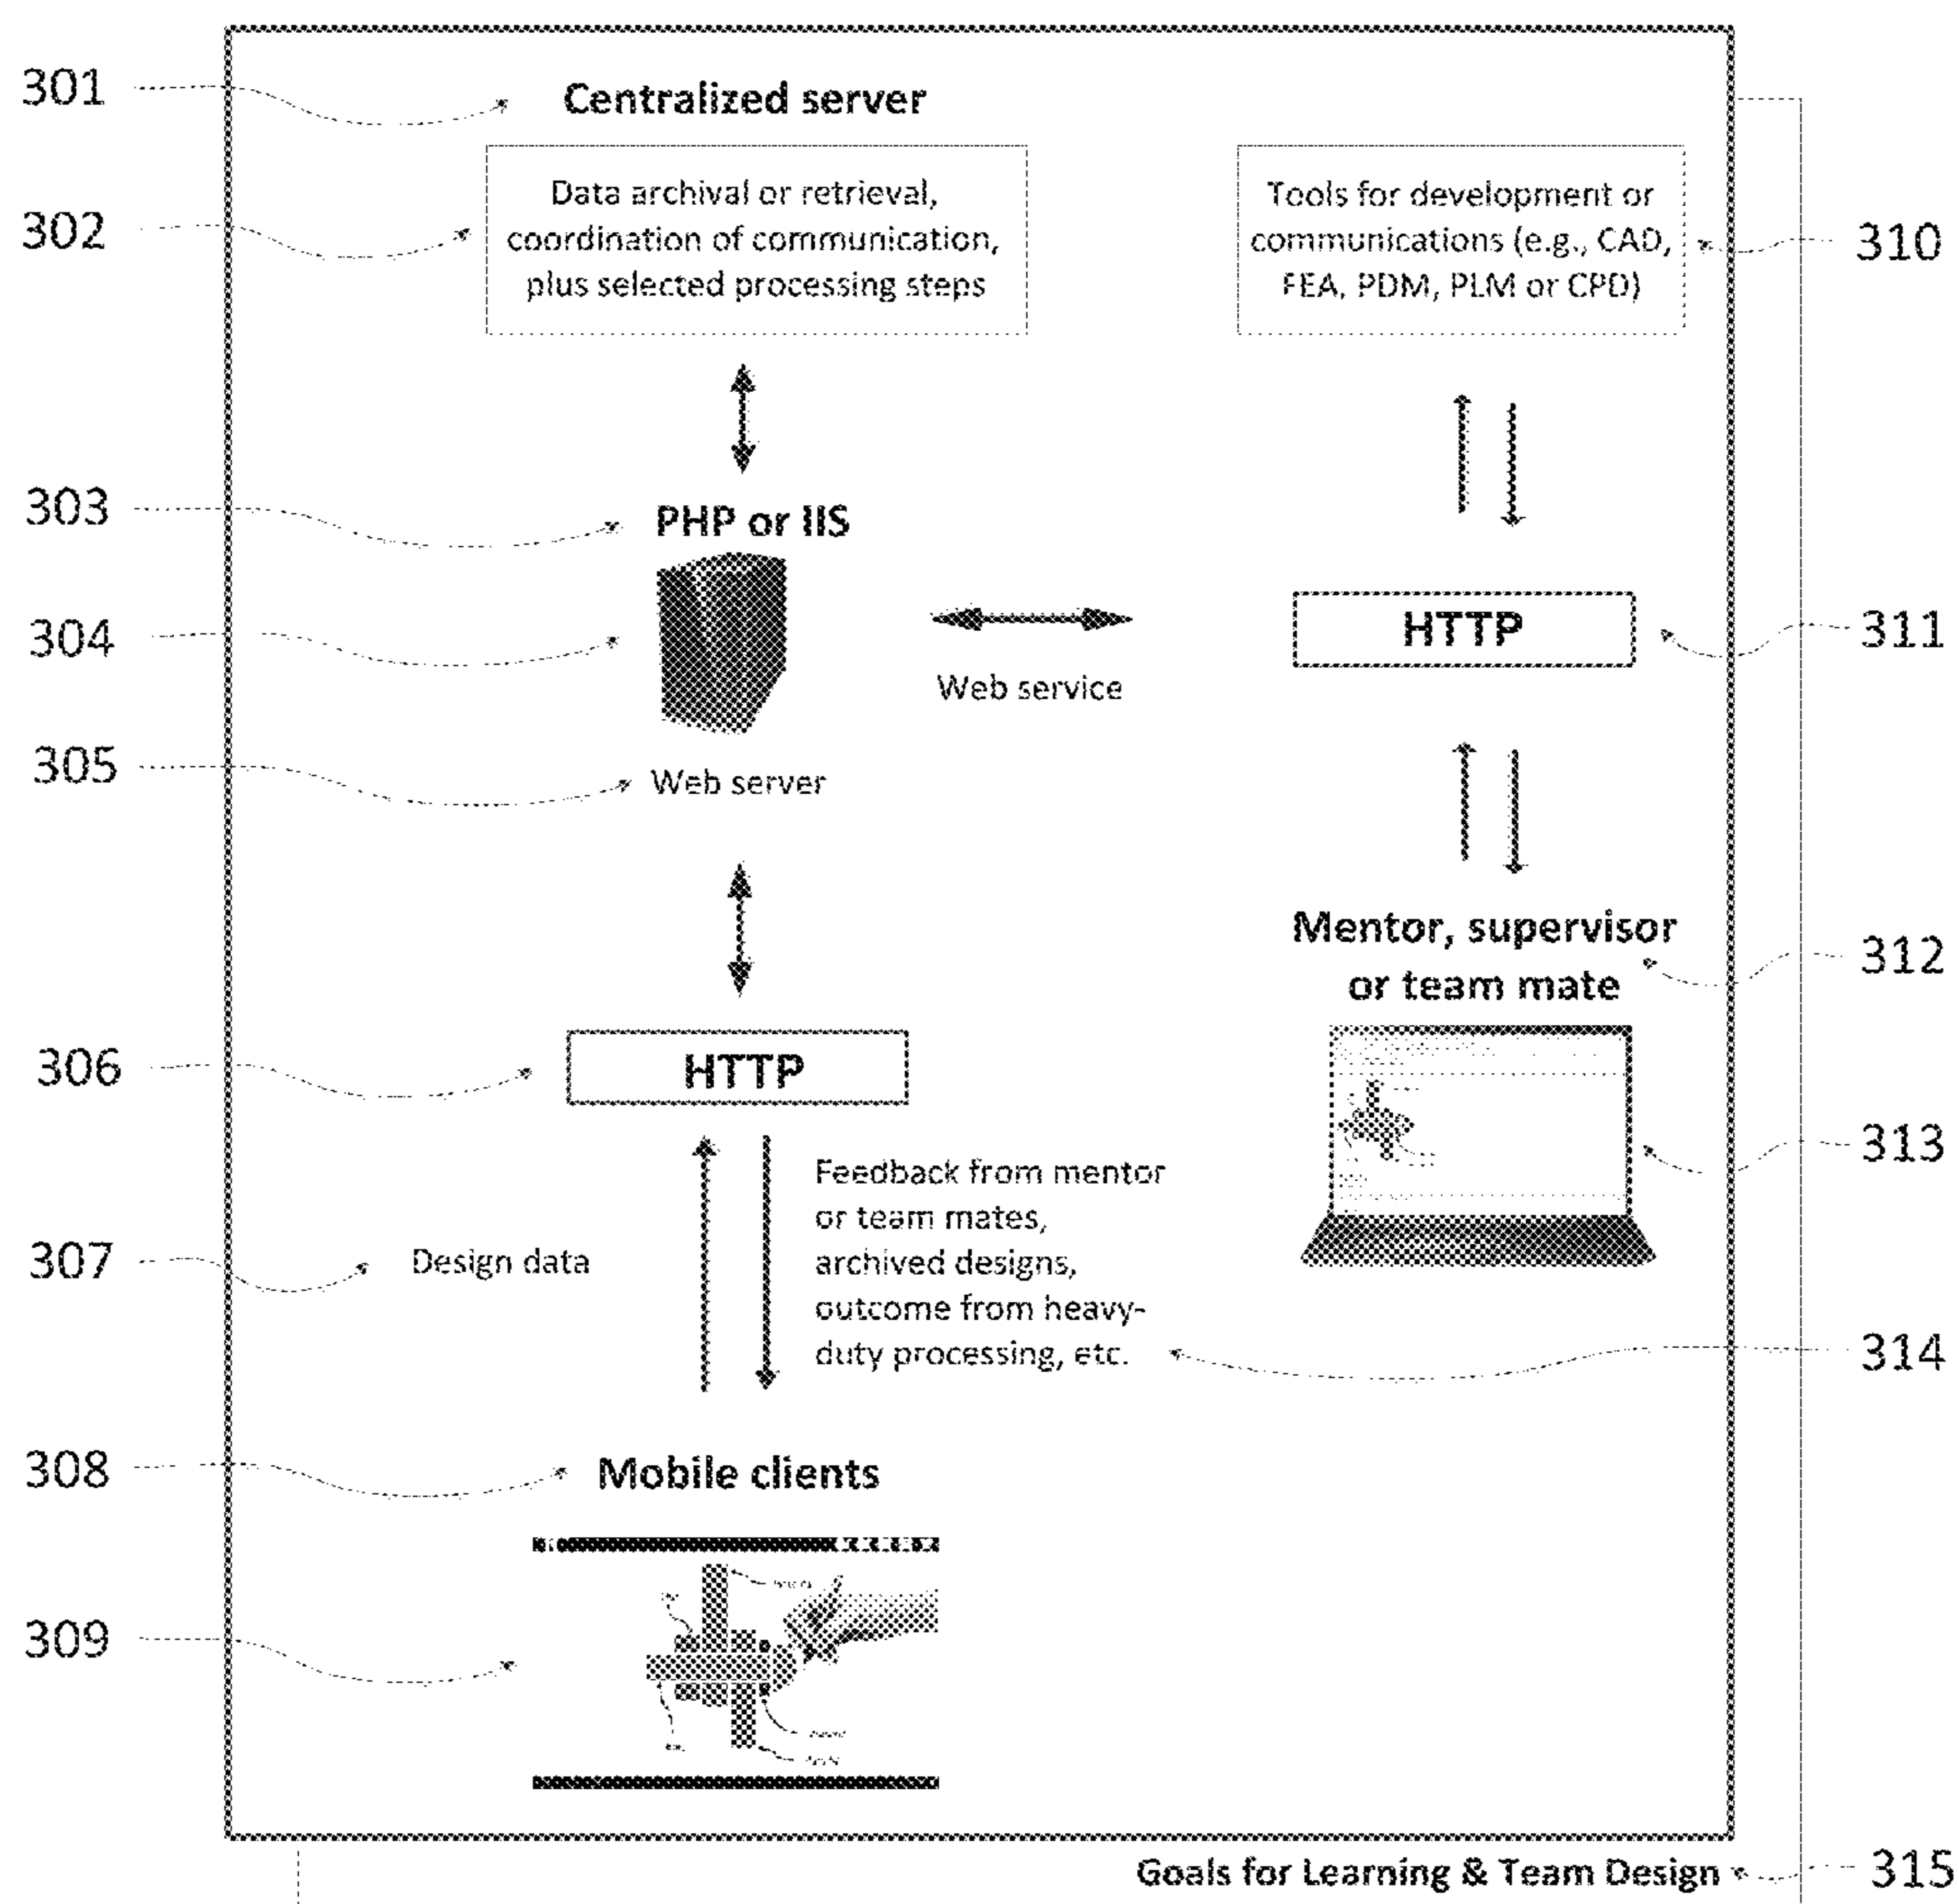 301
Centralized server
302
Data archival or retrieval,
coordination of communication,
plus selected processing steps
Tools for development or
communications (e.g., CAD,
FEA, PDM, PLM or CPD)
310
303
PHP or IIS
304
HTTP
311
Web service
305
Web server
Mentor, supervisor
or team mate
312
306
HTTP
313
307
Design data
Feedback from mentor
or team mates,
archived designs,
outcome from heavy-
duty processing, etc.
314
308
Mobile clients
309
Goals for Learning & Team Design
315